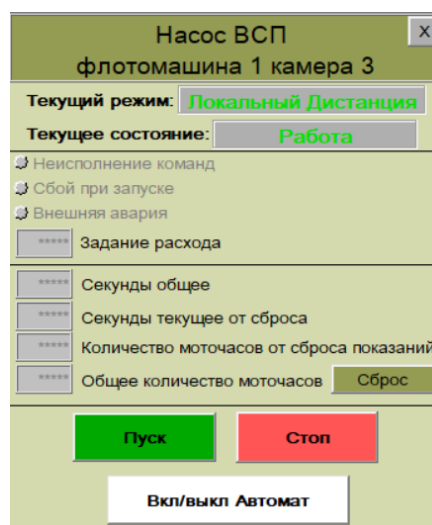 Насос ВСП
X
флотомашина 1 камера 3
Текущий режим: Локальный Дистанция
Текущее состояние: Работа
Неисполнение команд
Сбой при запуске
Внешняя авария
***** Задание расхода
***** Секунды общее
***** Секунды текущее от сброса
***** Количество моточасов от сброса показаний
***** Общее количество моточасов Сброс
Пуск Стоп
Вкл/выкл Автомат